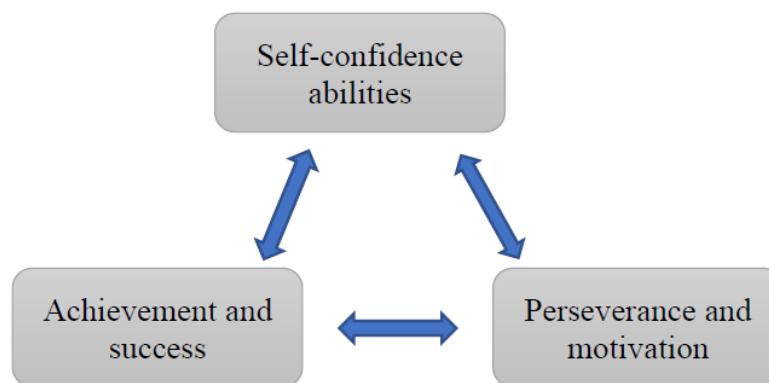 Self-confidence
abilities
Achievement and
success
Perseverance and
motivation